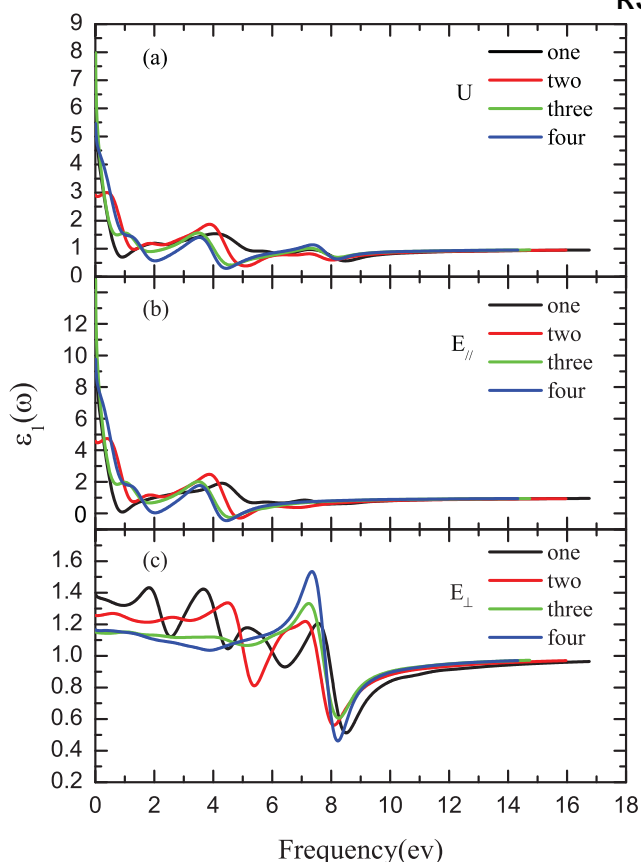 9
8
7
6
5
4
3
2
1
0
(a)
U
one
two
three
four
14
12
10
8
6
4
2
0
(b)
E//
one
two
three
four
ε1(ω)
1.6
1.4
1.2
1.0
0.8
0.6
0.4
0.2
(c)
E⊥
one
two
three
four
0 2 4 6 8 10 12 14 16 18
Frequency(ev)